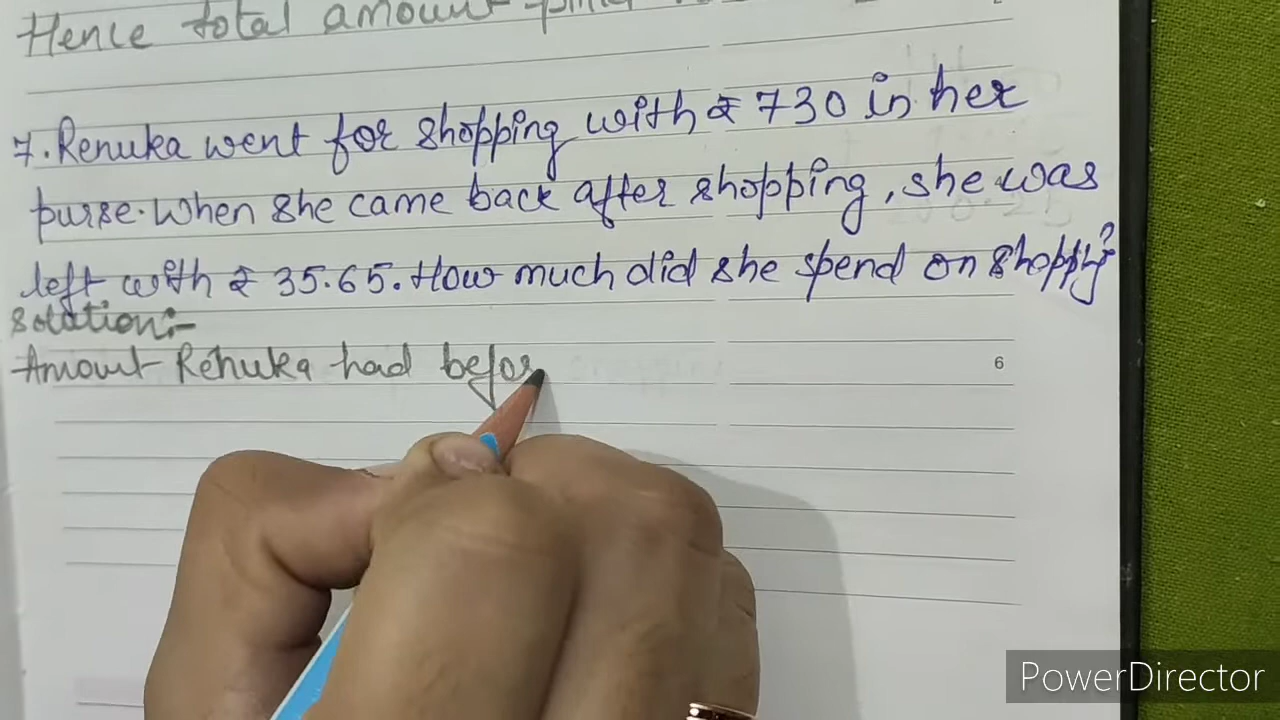 Hence total amount
7. Renuka went for shopping with ₹ 730 in her
purse. When she came back after shopping, she was
left with ₹ 35.65. How much did she spend on shopping?
Solution:-
Amount Renuka had befor
6
PowerDirector